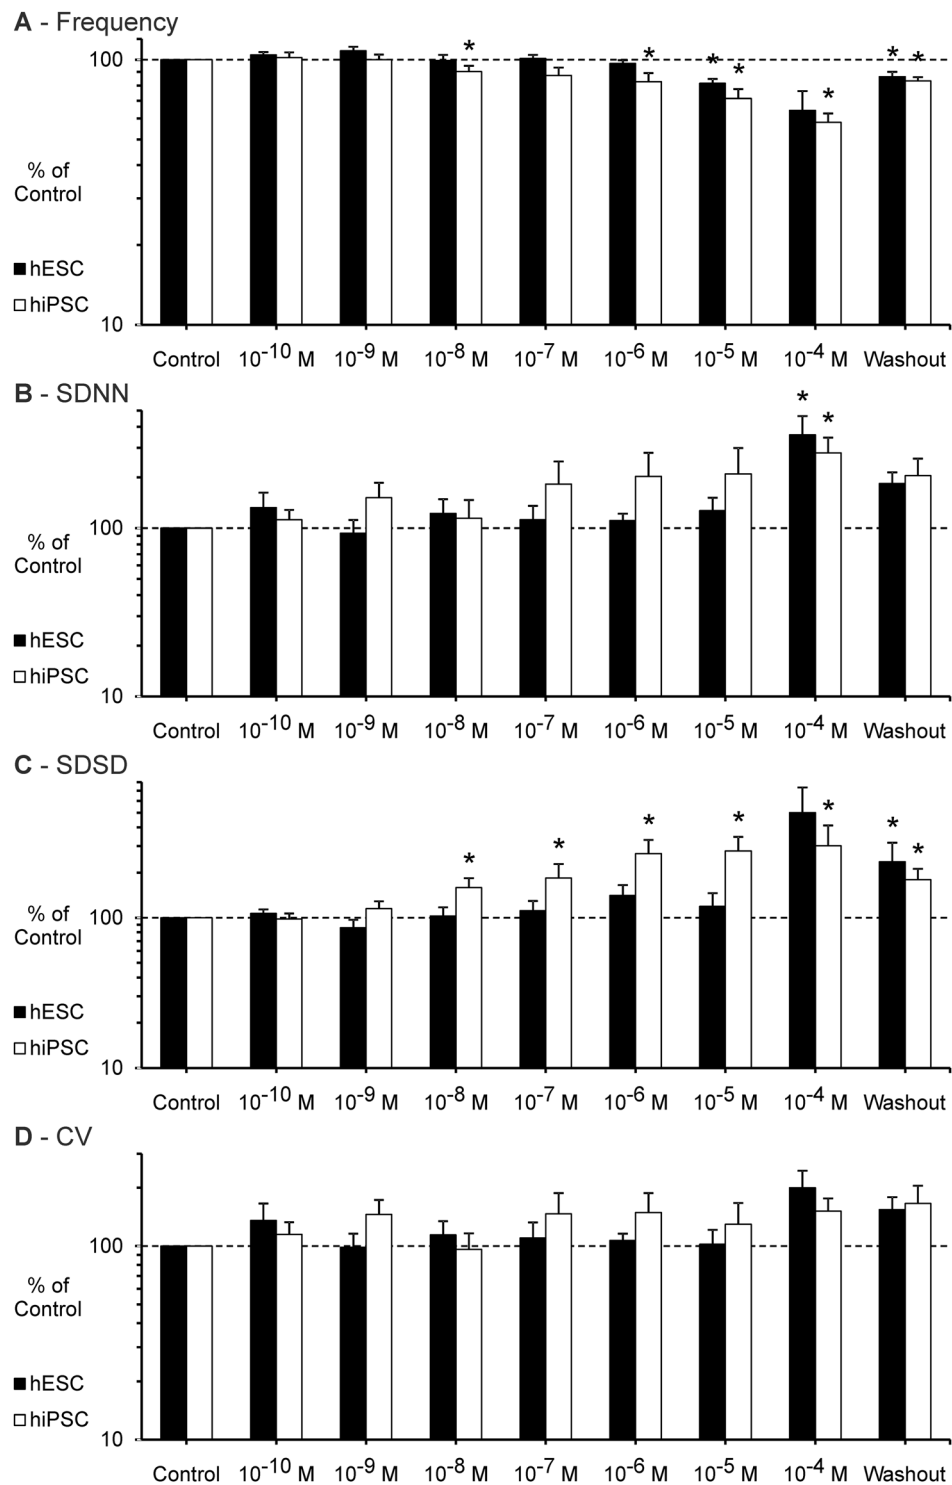 A - Frequency
*
*
*
*
*
*
*
*
100
% of
Control
hESC
hiPSC
10
Control 10-10 M 10-9 M 10-8 M 10-7 M 10-6 M 10-5 M 10-4 M Washout
B - SDNN
*
*
100
% of
Control
hESC
hiPSC
10
Control 10-10 M 10-9 M 10-8 M 10-7 M 10-6 M 10-5 M 10-4 M Washout
C - SDSD
*
*
*
*
*
*
*
100
% of
Control
hESC
hiPSC
10
Control 10-10 M 10-9 M 10-8 M 10-7 M 10-6 M 10-5 M 10-4 M Washout
D - CV
100
% of
Control
hESC
hiPSC
10
Control 10-10 M 10-9 M 10-8 M 10-7 M 10-6 M 10-5 M 10-4 M Washout